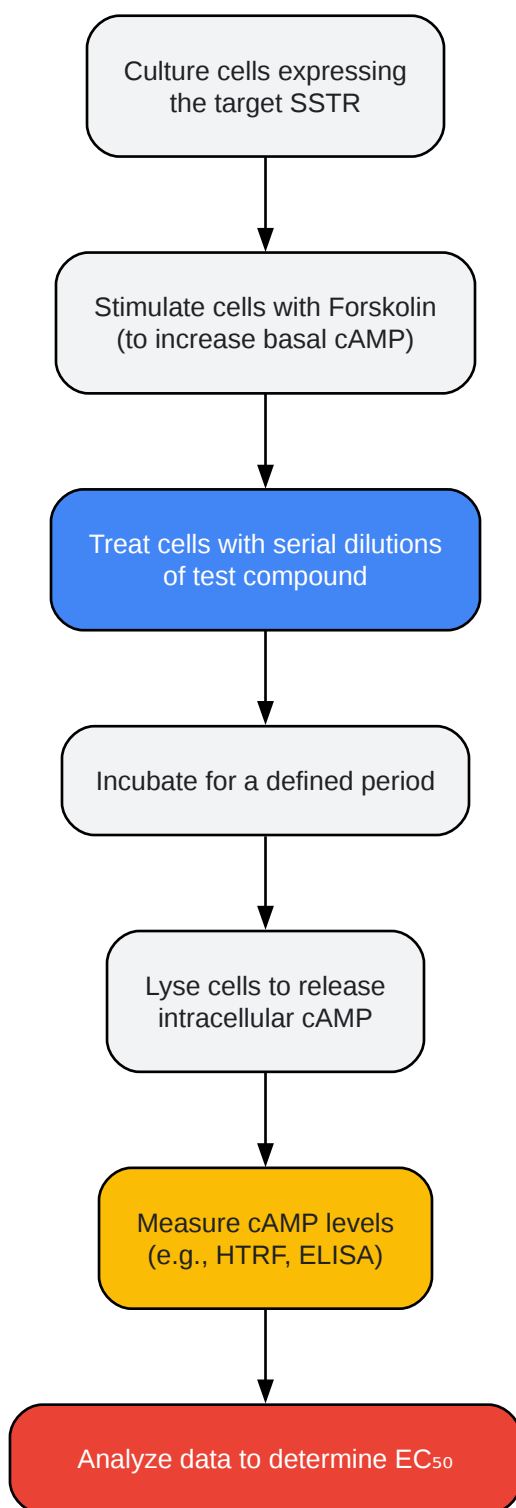 Culture cells expressing
the target SSTR
Stimulate cells with Forskolin
(to increase basal cAMP)
Treat cells with serial dilutions
of test compound
Incubate for a defined period
Lyse cells to release
intracellular cAMP
Measure cAMP levels
(e.g., HTRF, ELISA)
Analyze data to determine EC₅₀